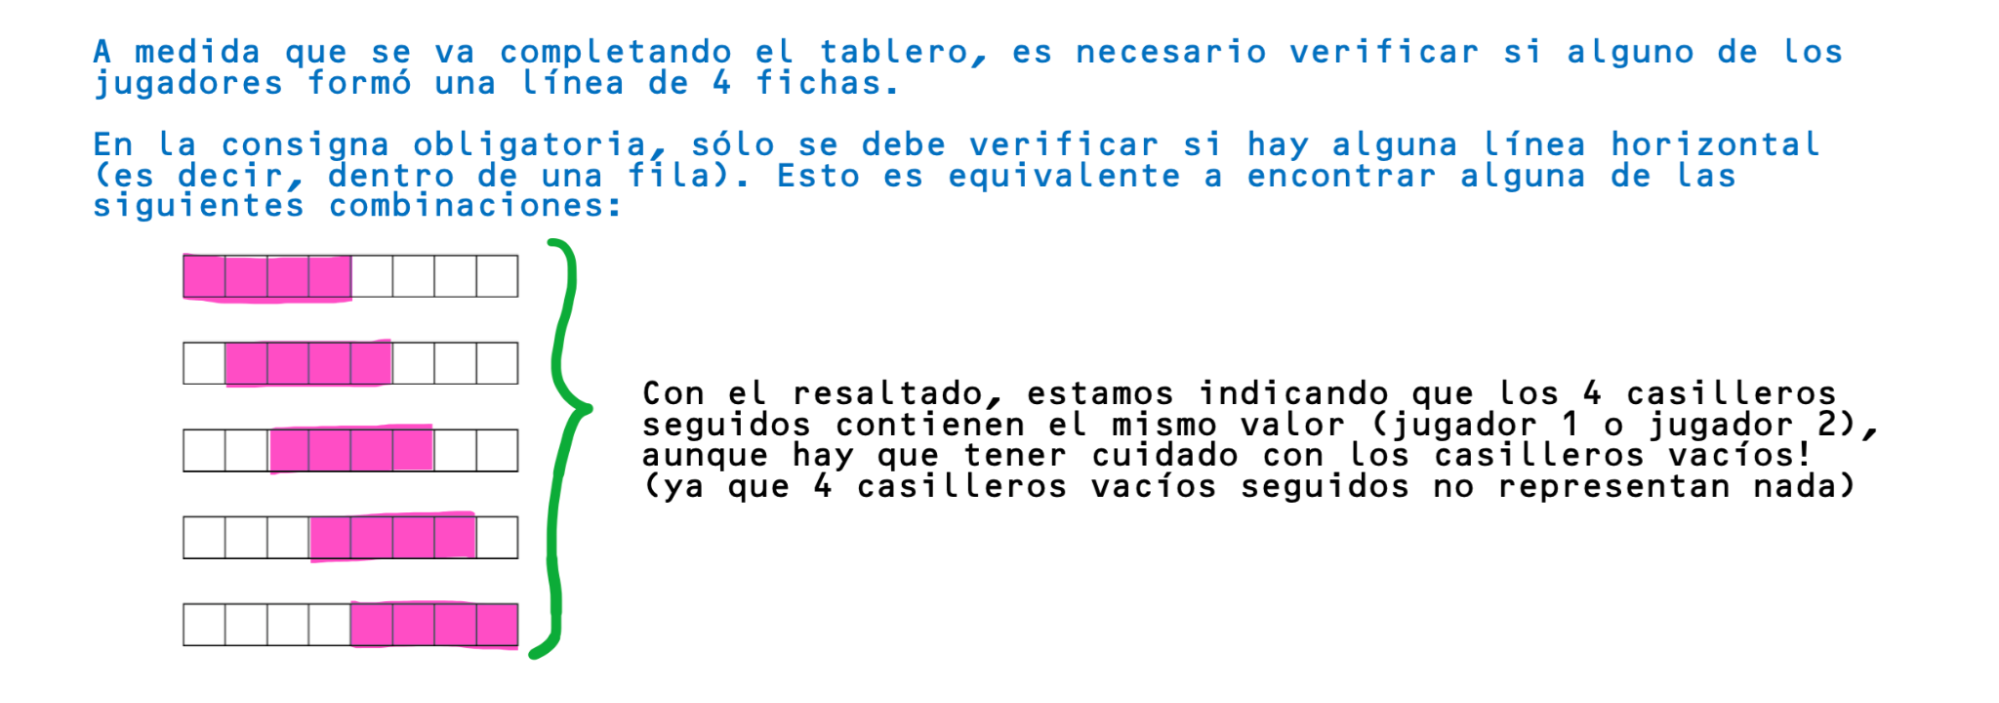 A medida que se va completando el tablero, es necesario verificar si alguno de los
jugadores formó una línea de 4 fichas.
En la consigna obligatoria, sólo se debe verificar si hay alguna línea horizontal
(es decir, dentro de una fila). Esto es equivalente a encontrar alguna de las
siguientes combinaciones:
Con el resaltado, estamos indicando que los 4 casilleros
seguidos contienen el mismo valor (jugador 1 o jugador 2),
aunque hay que tener cuidado con los casilleros vacíos!
(ya que 4 casilleros vacíos seguidos no representan nada)